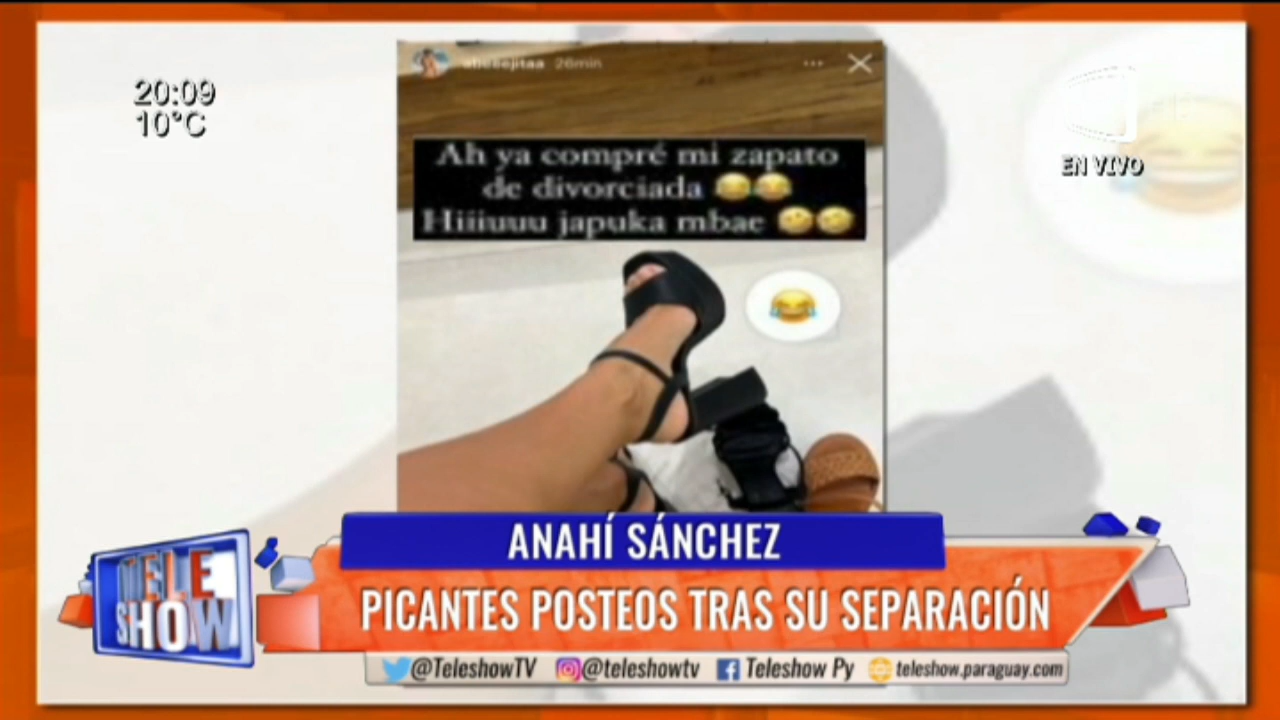 20:09
10°C
26min
EN VIVO
Ah ya compré mi zapato
de divorciada 😂😂
Hiiiuuu japuka mbae
ANAHÍ SÁNCHEZ
PICANTES POSTEOS TRAS SU SEPARACIÓN
TELE
SHOW
@TeleshowTV @teleshowtv Teleshow Py teleshow.paraguay.com